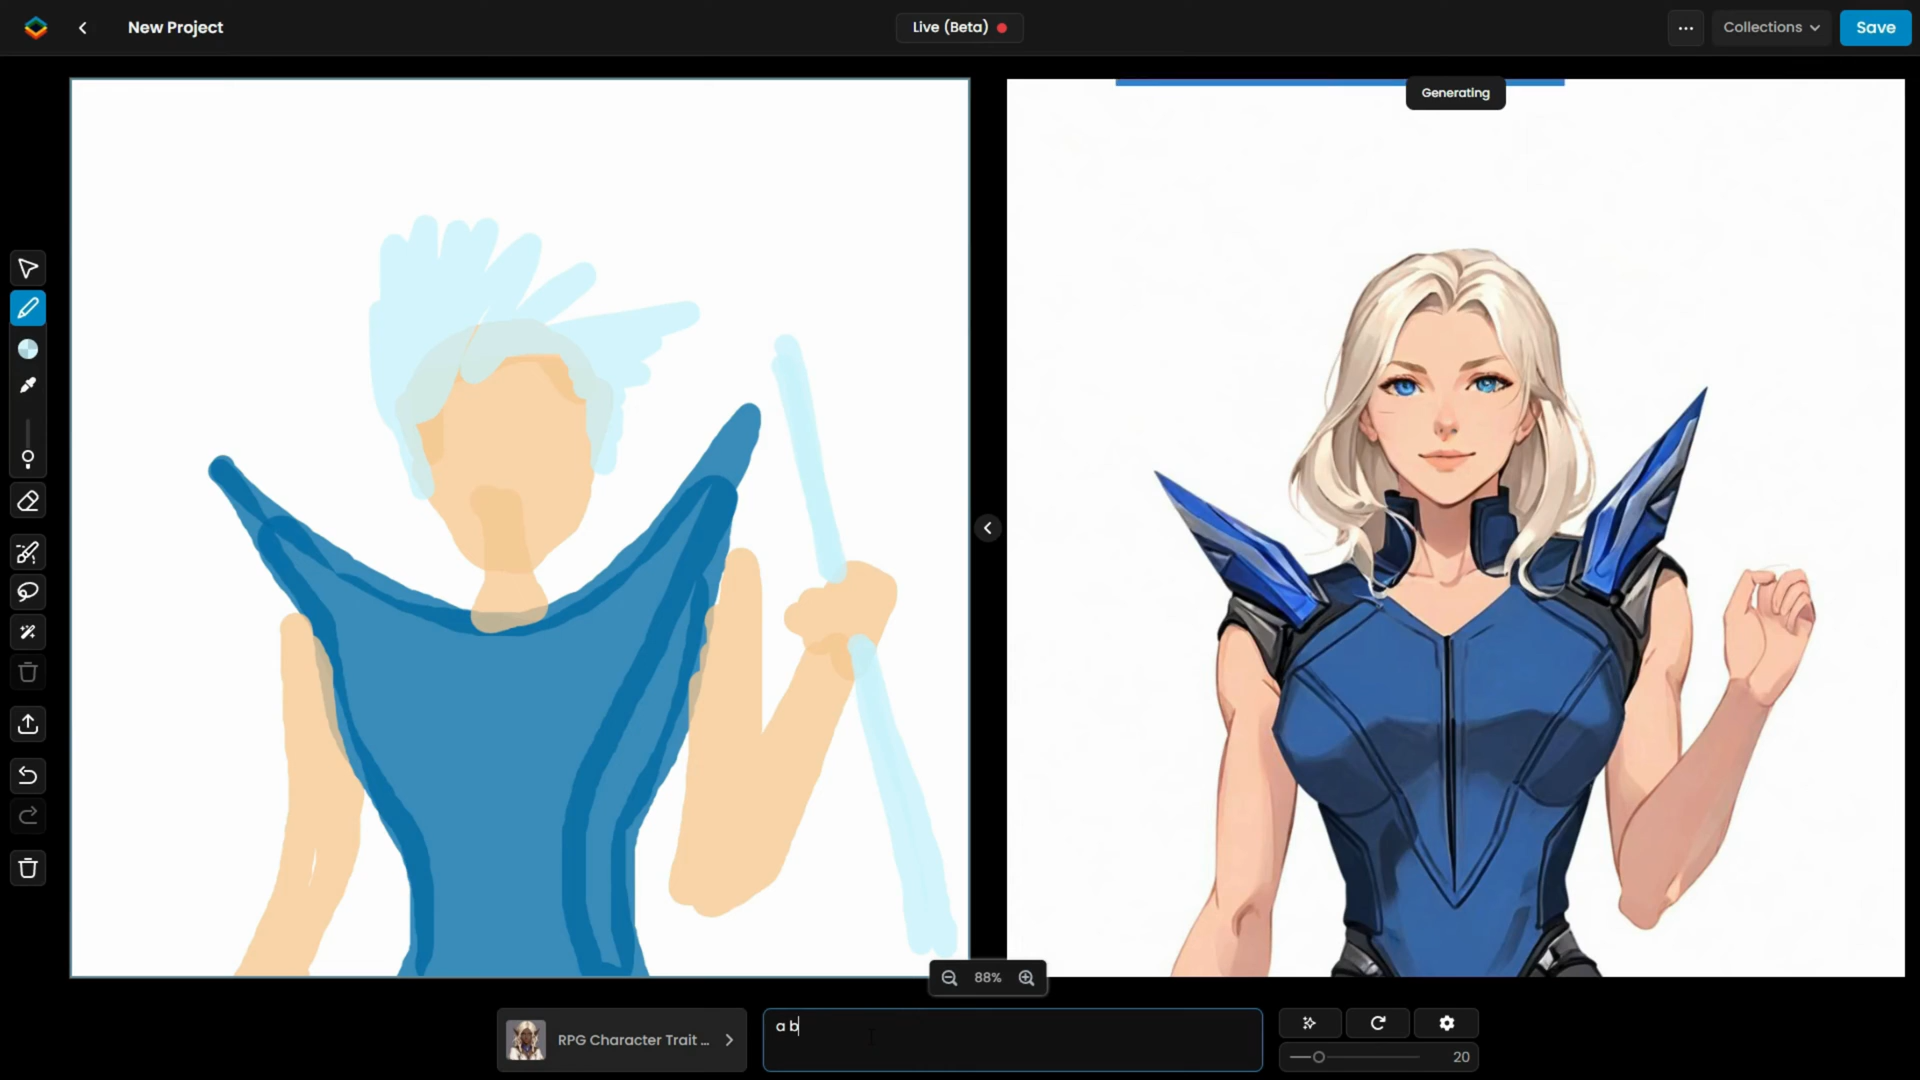 New Project
Live (Beta)
Collections
Save
Generating
88%
RPG Character Trait ...
a b
20